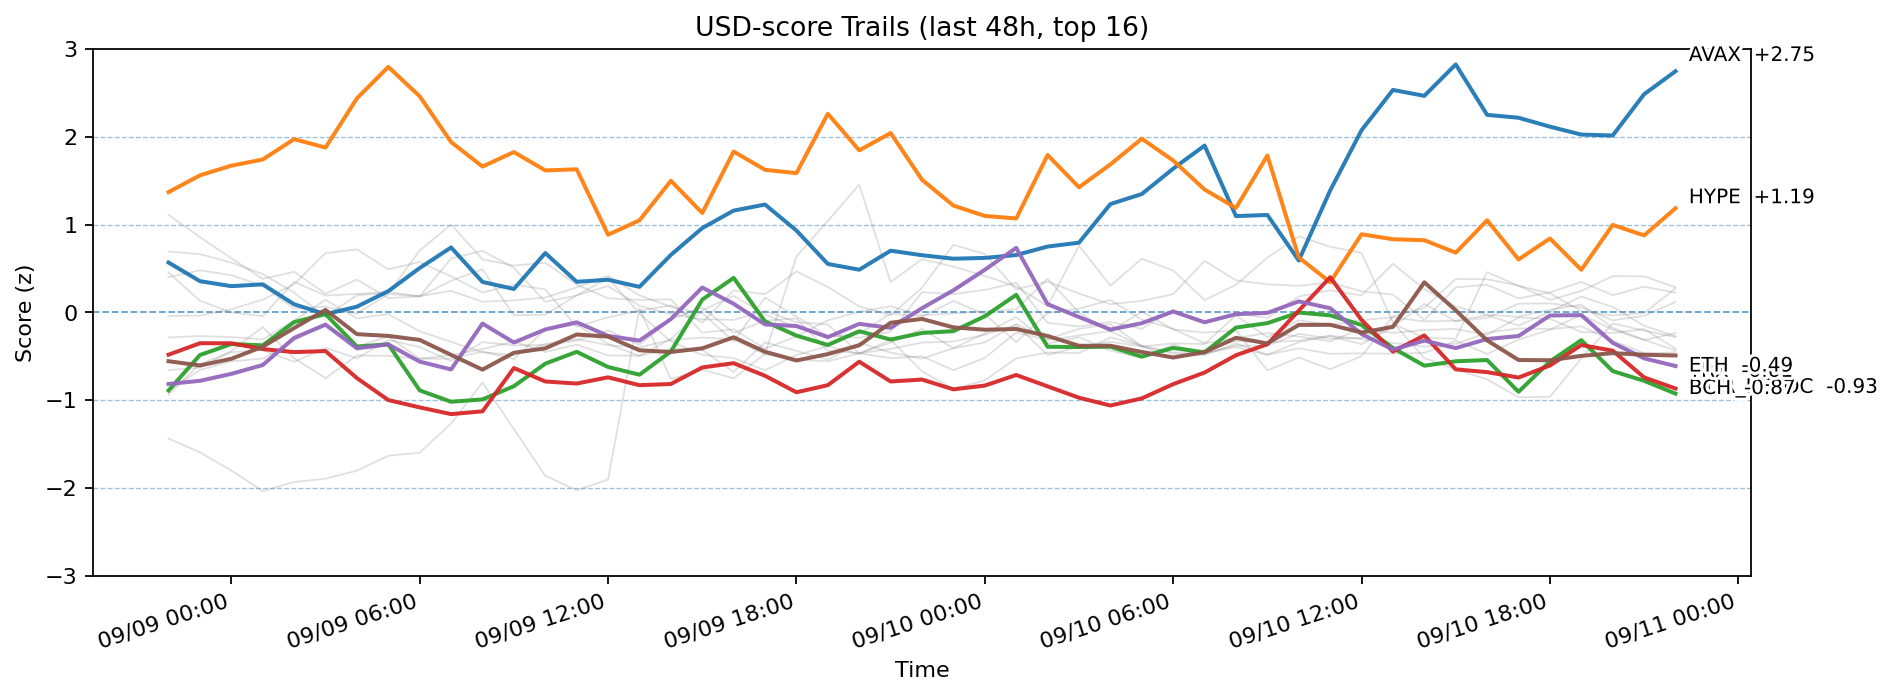 USD-score Trails (last 48h, top 16)
Score (z)
3
2
1
0
−1
−2
−3
AVAX +2.75
HYPE +1.19
ETH -0.49
BCH -0.87
-0.93
09/09 00:00
09/09 06:00
09/09 12:00
09/09 18:00
09/10 00:00
09/10 06:00
09/10 12:00
09/10 18:00
09/11 00:00
Time